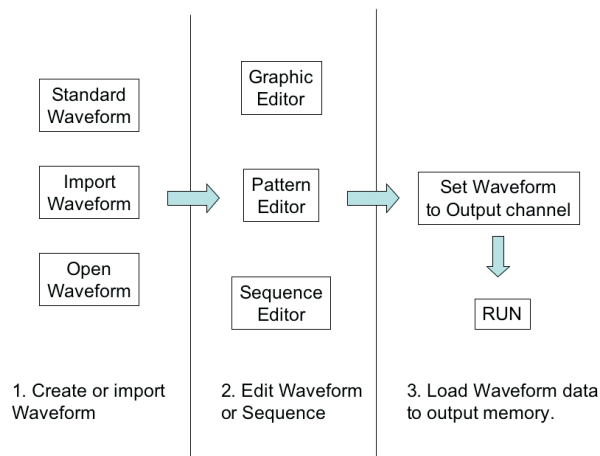 Standard
Waveform
Import
Waveform
Open
Waveform
1. Create or import
Waveform
Graphic
Editor
Pattern
Editor
Sequence
Editor
2. Edit Waveform
or Sequence
Set Waveform
to Output channel
RUN
3. Load Waveform data
to output memory.